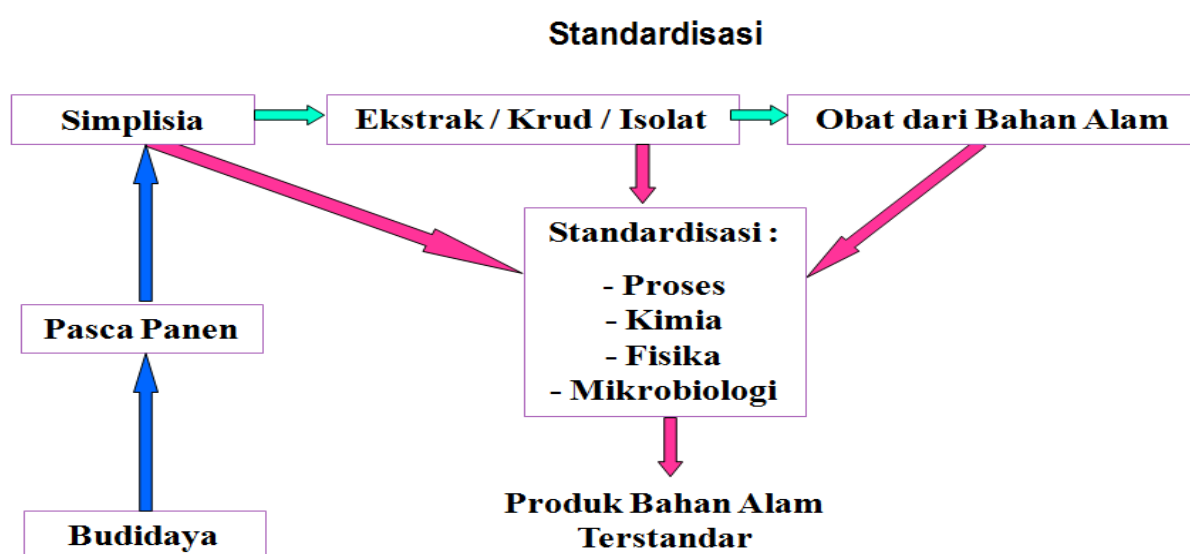 Standardisasi
Simplisia
Ekstrak / Krud / Isolat
Obat dari Bahan Alam
Standardisasi :
- Proses
- Kimia
- Fisika
- Mikrobiologi
Pasca Panen
Budidaya
Produk Bahan Alam
Terstandar